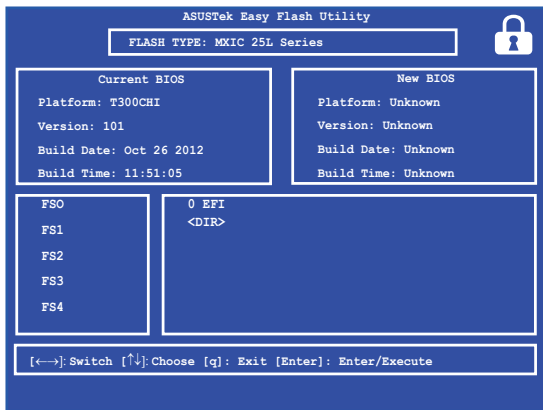 ASUSTek Easy Flash Utility
FLASH TYPE: MXIC 25L Series
Current BIOS
Platform: T300CHI
Version: 101
Build Date: Oct 26 2012
Build Time: 11:51:05
New BIOS
Platform: Unknown
Version: Unknown
Build Date: Unknown
Build Time: Unknown
FSO
FS1
FS2
FS3
FS4
0 EFI
<DIR>
[←→]: Switch [↑↓]: Choose [q]: Exit [Enter]: Enter/Execute